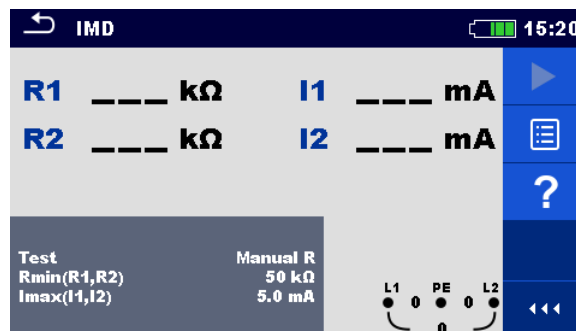 IMD 15:20
R1 ___ kΩ I1 ___ mA
R2 ___ kΩ I2 ___ mA
?
Test Manual R
Rmin(R1,R2) 50 kΩ
Imax(I1,I2) 5.0 mA
L1 PE L2
0 0
0